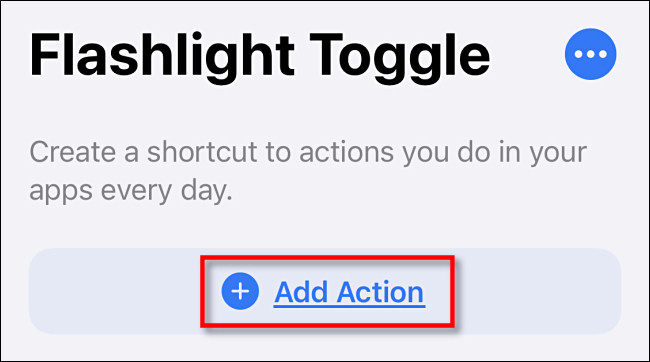 Flashlight Toggle
Create a shortcut to actions you do in your
apps every day.
Add Action